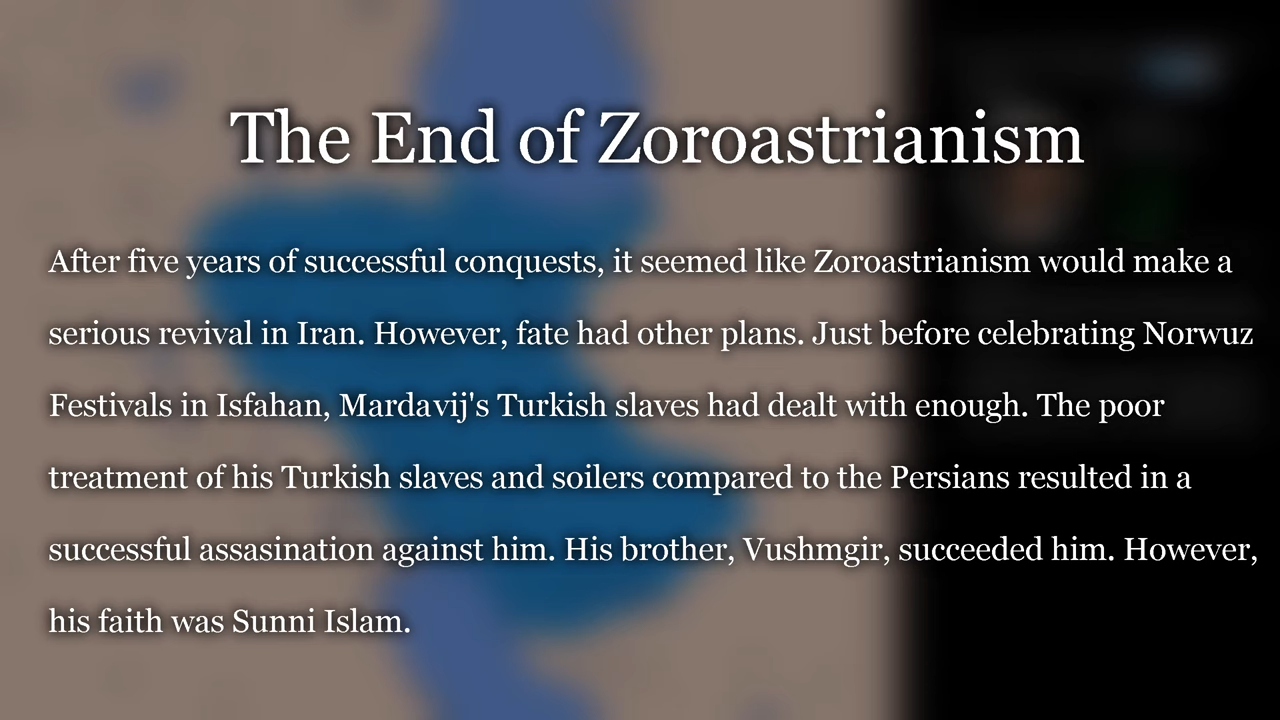 The End of Zoroastrianism
After five years of successful conquests, it seemed like Zoroastrianism would make a
serious revival in Iran. However, fate had other plans. Just before celebrating Norwuz
Festivals in Isfahan, Mardavij's Turkish slaves had dealt with enough. The poor
treatment of his Turkish slaves and soilers compared to the Persians resulted in a
successful assasination against him. His brother, Vushmgir, succeeded him. However,
his faith was Sunni Islam.